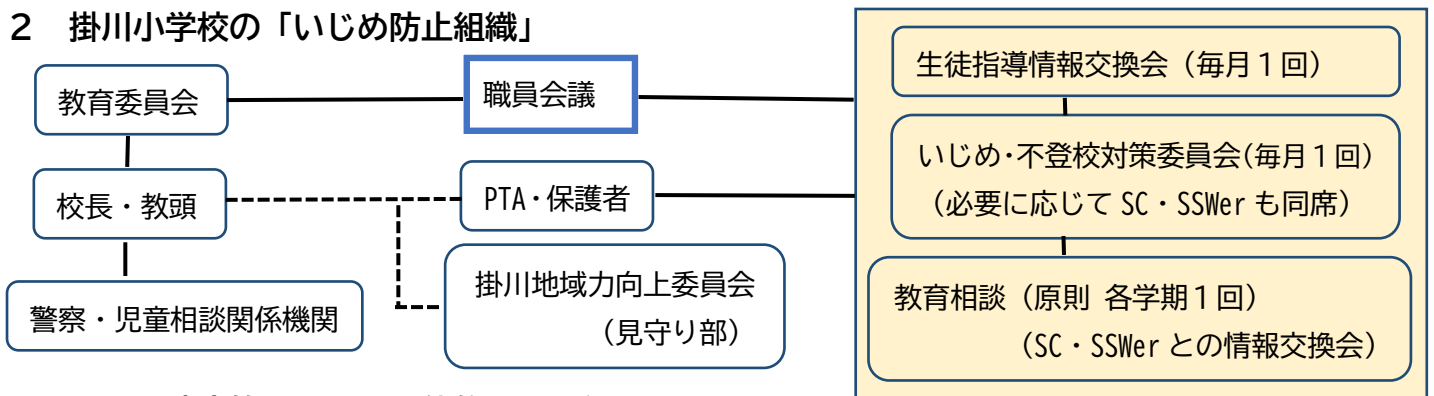 ２　掛川小学校の「いじめ防止組織」
教育委員会
職員会議
校長・教頭
PTA・保護者
警察・児童相談関係機関
掛川地域力向上委員会
（見守り部）
生徒指導情報交換会（毎月１回）
いじめ・不登校対策委員会(毎月１回)
（必要に応じて SC・SSWer も同席）
教育相談（原則 各学期１回）
（SC・SSWer との情報交換会）